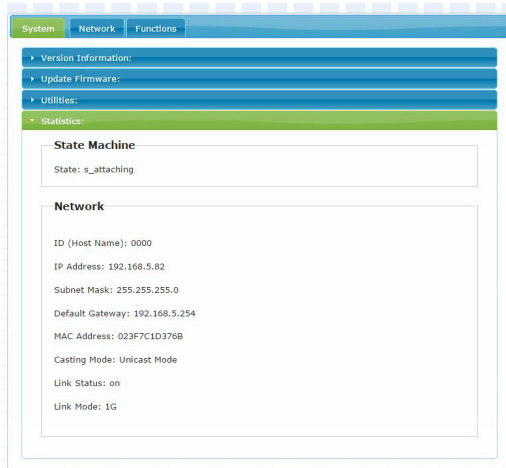 System Network Functions
Version Information:
Update Firmware:
Utilities:
Statistics:
State Machine
State: s_attaching
Network
ID (Host Name): 0000
IP Address: 192.168.5.82
Subnet Mask: 255.255.255.0
Default Gateway: 192.168.5.254
MAC Address: 023F7C1D376B
Casting Mode: Unicast Mode
Link Status: on
Link Mode: 1G